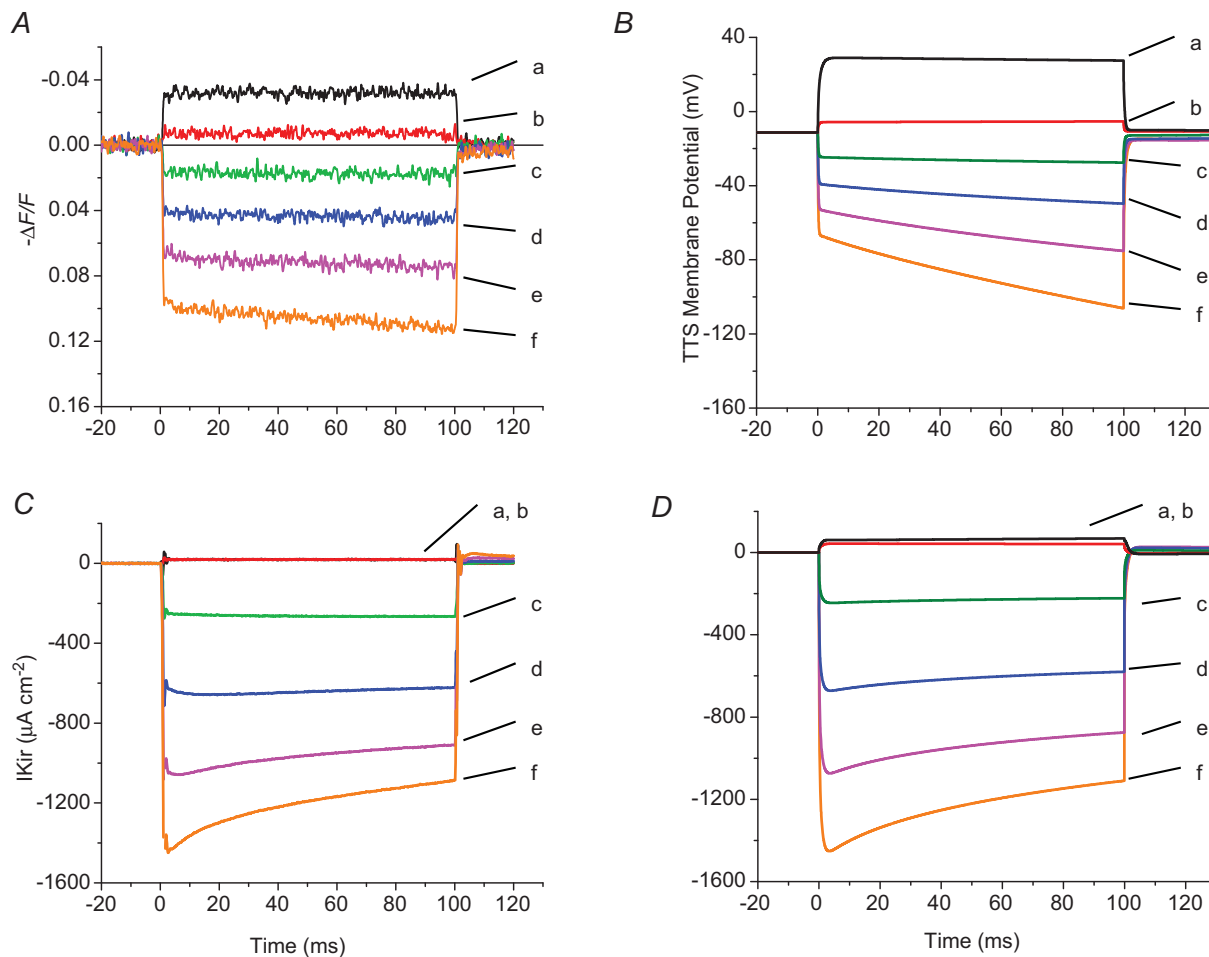 A
-ΔF/F
-0.04
0.00
0.04
0.08
0.12
0.16
-20 0 20 40 60 80 100 120
a
b
c
d
e
f
B
TTS Membrane Potential (mV)
40
0
-40
-80
-120
-160
-20 0 20 40 60 80 100 120
a
b
c
d
e
f
C
IKir (μA cm-2)
0
-400
-800
-1200
-1600
-20 0 20 40 60 80 100 120
Time (ms)
a, b
c
d
e
f
D
0
-400
-800
-1200
-1600
-20 0 20 40 60 80 100 120
Time (ms)
a, b
c
d
e
f